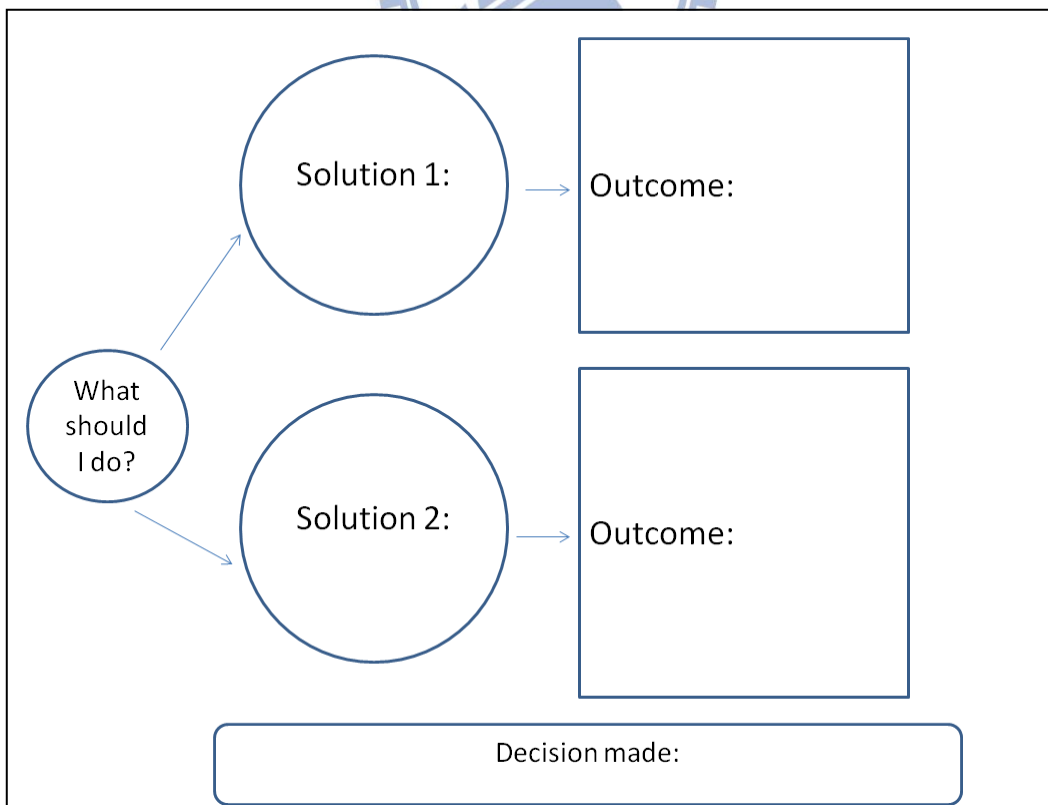 Solution 1:
Outcome:
What
should
I do?
Solution 2:
Outcome:
Decision made: